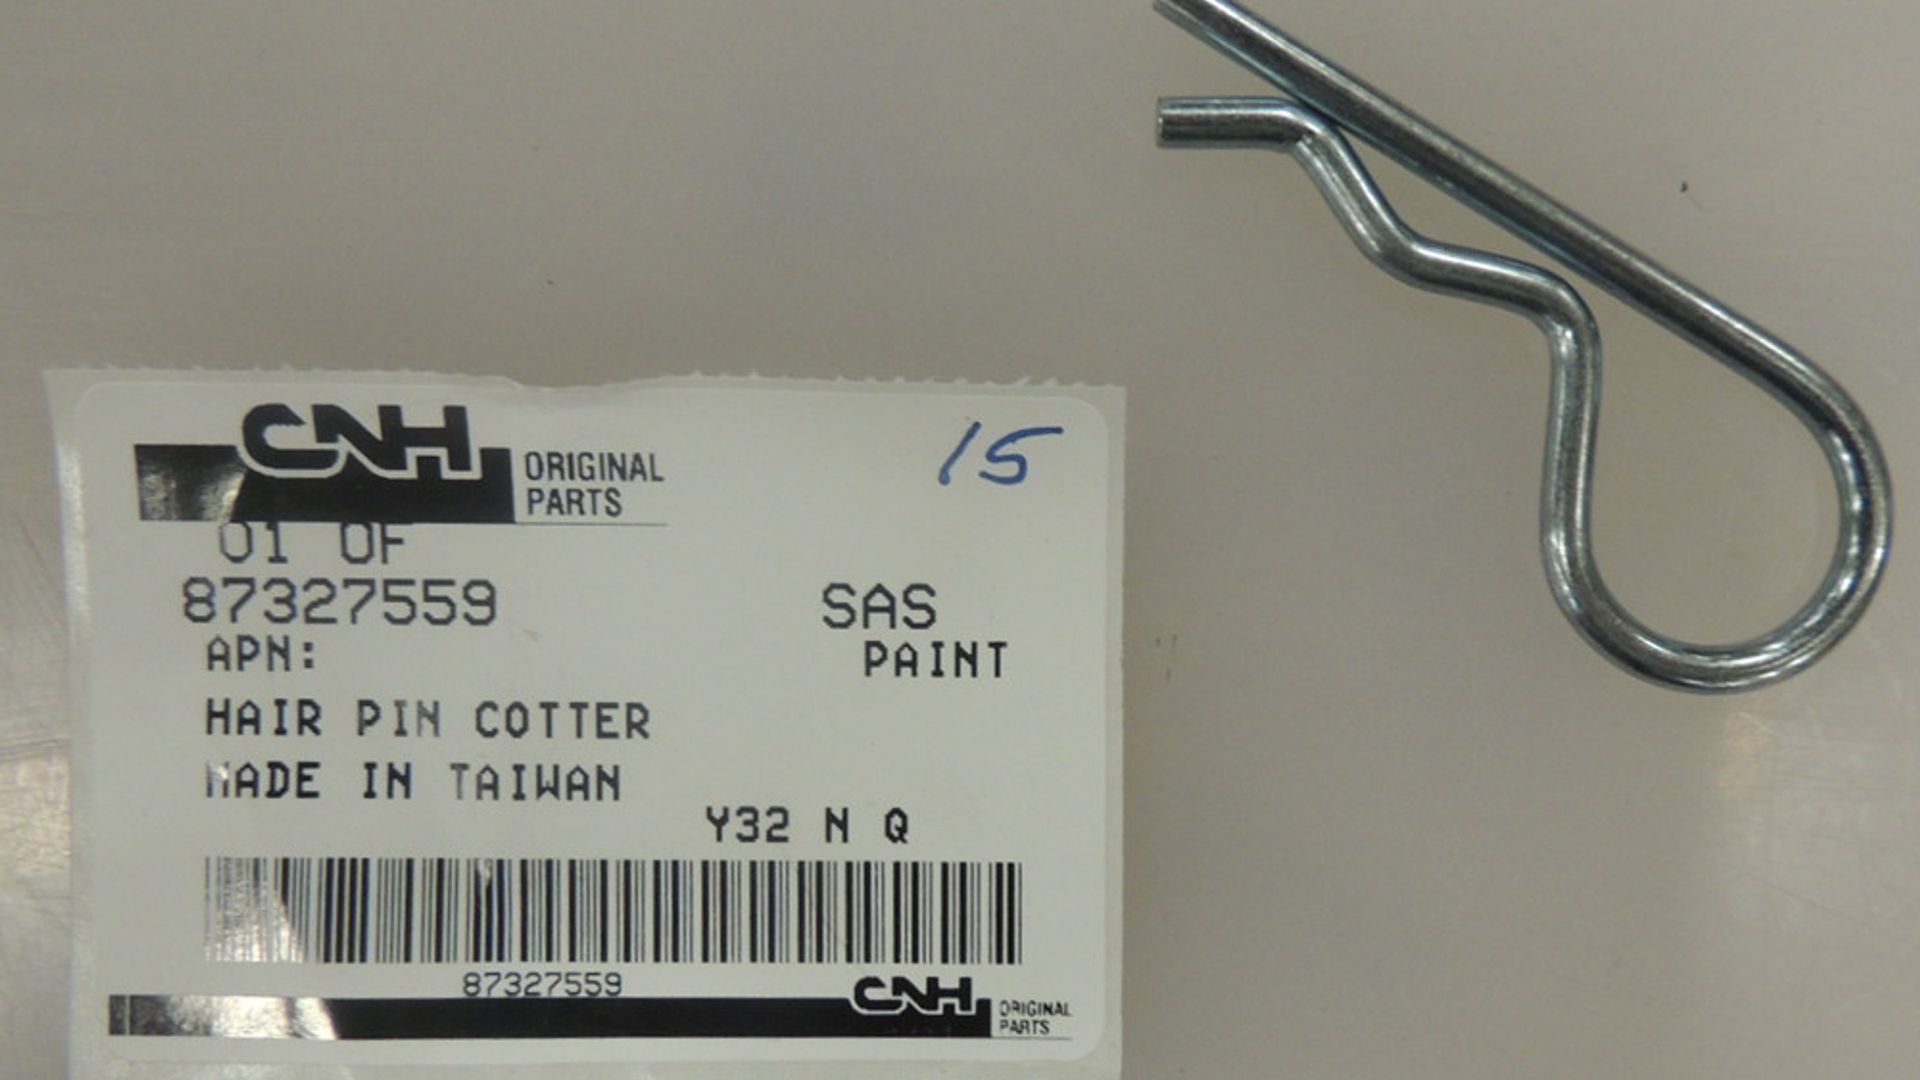 CNH ORIGINAL PARTS
15
01 OF
87327559 SAS
APN: PAINT
HAIR PIN COTTER
MADE IN TAIWAN
Y32 N Q
87327559
CNH ORIGINAL PARTS